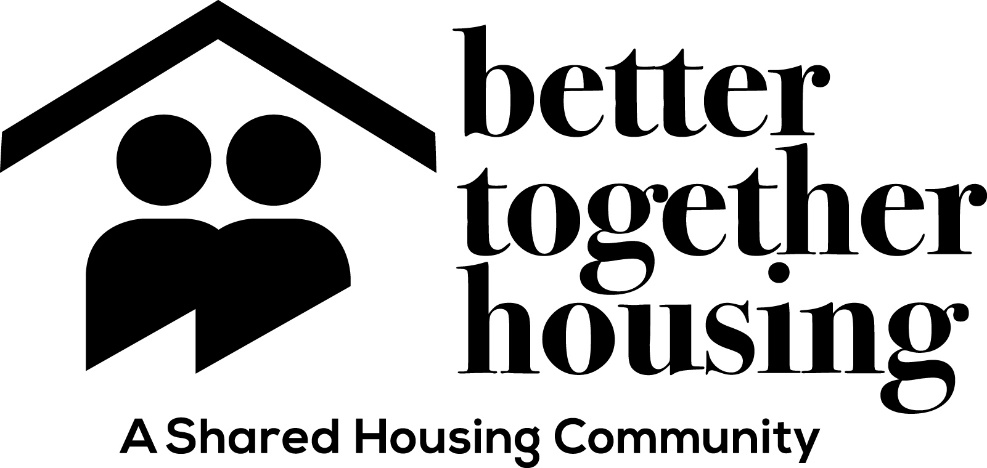 better
together
housing
A Shared Housing Community